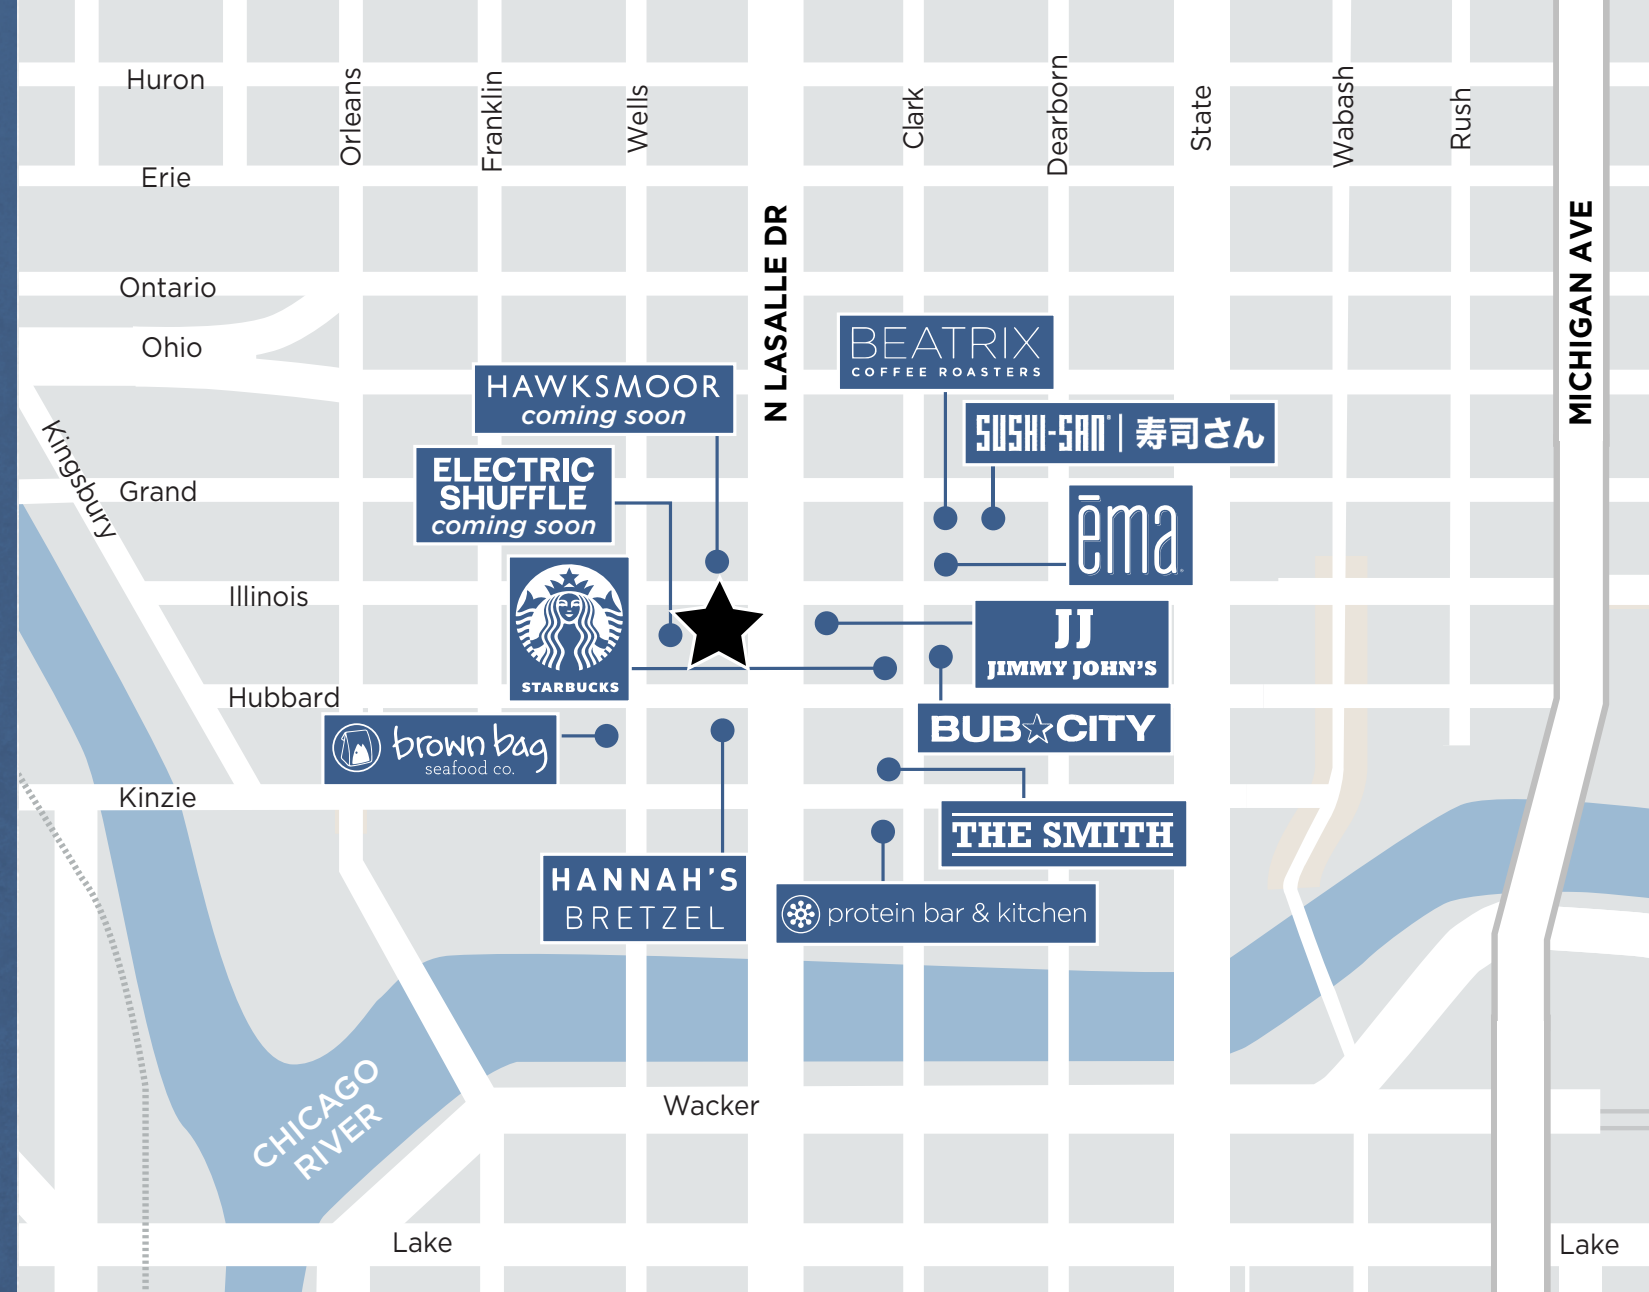 Huron
Orleans
Franklin
Wells
Clark
Dearborn
State
Wabash
Rush
Erie
N LASALLE DR
MICHIGAN AVE
Ontario
Ohio
BEATRIX
COFFEE ROASTERS
HAWKSMOOR
coming soon
SUSHI-SAN | 寿司さん
Kingsbury
Grand
ELECTRIC
SHUFFLE
coming soon
ēma
Illinois
STARBUCKS
JJ
JIMMY JOHN'S
Hubbard
BUB CITY
brown bag
seafood co.
Kinzie
THE SMITH
HANNAH'S
BRETZEL
protein bar & kitchen
CHICAGO
RIVER
Wacker
Lake
Lake